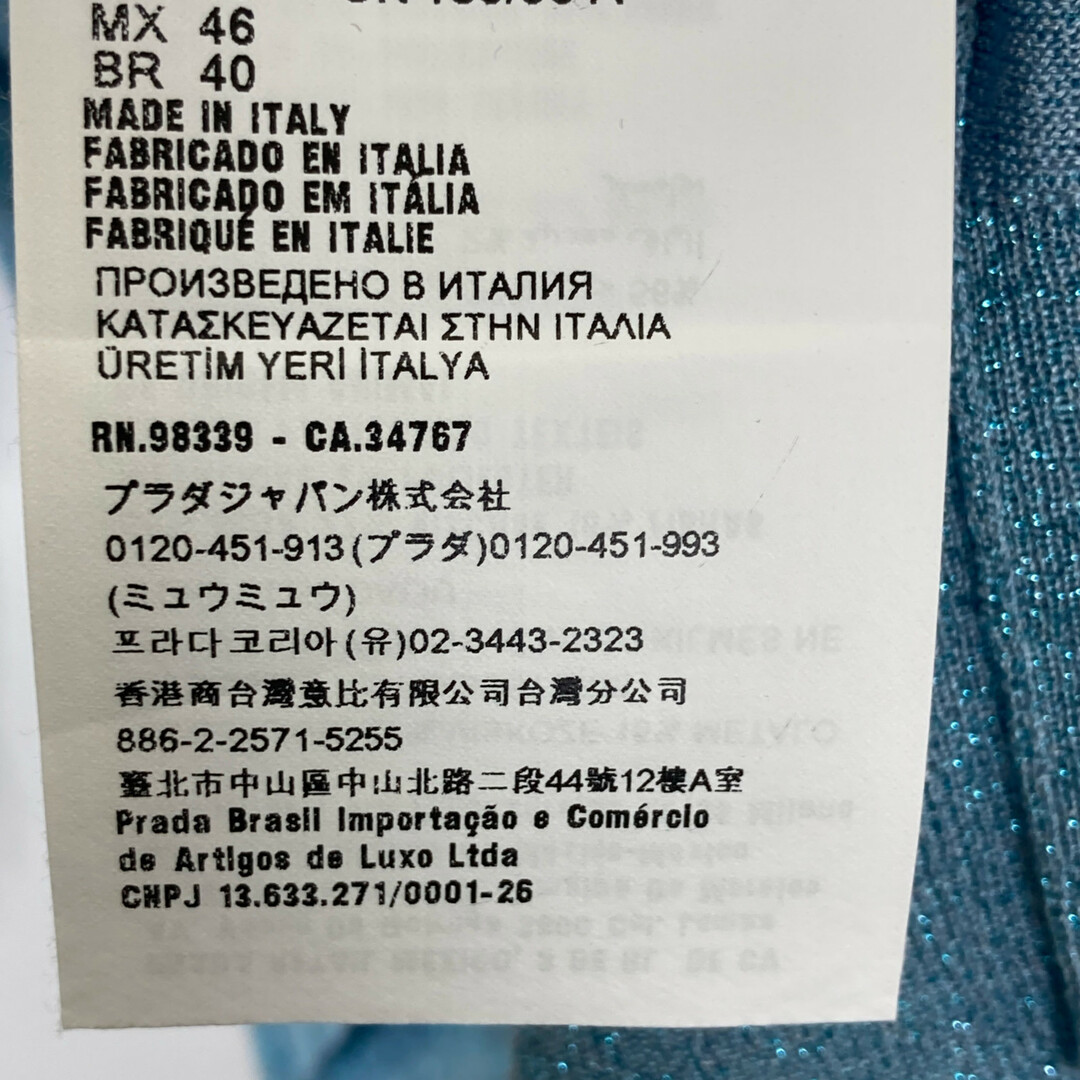 MX 46
BR 40
MADE IN ITALY
FABRICADO EN ITALIA
FABRICADO EM ITÁLIA
FABRIQUÉ EN ITALIE
ПРОИЗВЕДЕНО В ИТАЛИЯ
ΚΑΤΑΣΚΕΥΑΖΕΤΑΙ ΣΤΗΝ ΙΤΑΛΙΑ
ÜRETİM YERİ İTALYA
RN.98339 - CA.34767
プラダジャパン株式会社
0120-451-913(プラダ)0120-451-993
(ミュウミュウ)
프라다코리아(유)02-3443-2323
香港商台灣意比有限公司台灣分公司
886-2-2571-5255
臺北市中山區中山北路二段44號12樓A室
Prada Brasil Importação e Comércio
de Artigos de Luxo Ltda
CNPJ 13.633.271/0001-26